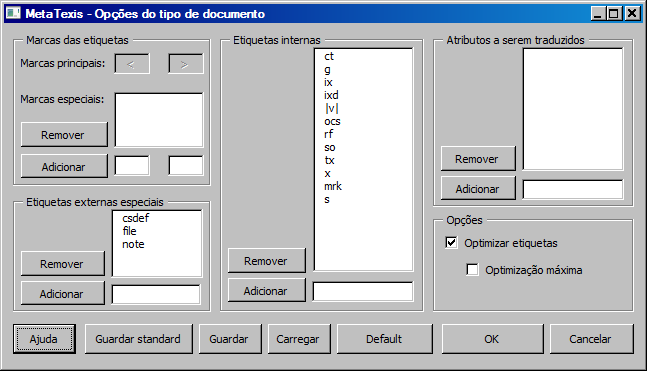 MetaTexis - Opções do tipo de documento
Marcas das etiquetas
Marcas principais: < >
Marcas especiais:
Remover
Adicionar
Etiquetas externas especiais
csdef
file
note
Remover
Adicionar
Etiquetas internas
ct
g
ix
ixd
|v|
ocs
rf
so
tx
x
mrk
s
Remover
Adicionar
Atributos a serem traduzidos
Remover
Adicionar
Opções
Optimizar etiquetas
Optimização máxima
Ajuda Guardar standard Guardar Carregar Default OK Cancelar